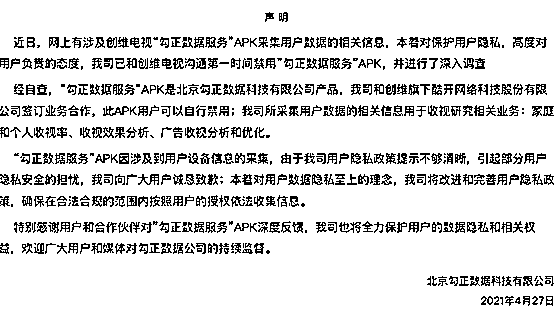 声 明
近日，网上有涉及创维电视“勾正数据服务”APK采集用户数据的相关信息，本着对保护用户隐私，高度对
用户负责的态度，我司已和创维电视沟通第一时间禁用“勾正数据服务”APK，并进行了深入调查
经自查，“勾正数据服务”APK是北京勾正数据科技有限公司产品，我司和创维旗下酷开网络科技股份有限
公司签订业务合作，此APK用户可以自行禁用；我司所采集用户数据的相关信息用于收视研究相关业务：家庭
和个人收视率、收视效果分析、广告收视分析和优化。
“勾正数据服务”APK因涉及到用户设备信息的采集，由于我司用户隐私政策提示不够清晰，引起部分用户
隐私安全的担忧，我司向广大用户诚恳致歉；本着对用户数据隐私至上的理念，我司将改进和完善用户隐私政
策，确保在合法合规的范围内按照用户的授权依法收集信息。
特别感谢用户和合作伙伴对“勾正数据服务”APK深度反馈，我司也将全力保护用户的数据隐私和相关权
益，欢迎广大用户和媒体对勾正数据公司的持续监督。
北京勾正数据科技有限公司
2021年4月27日